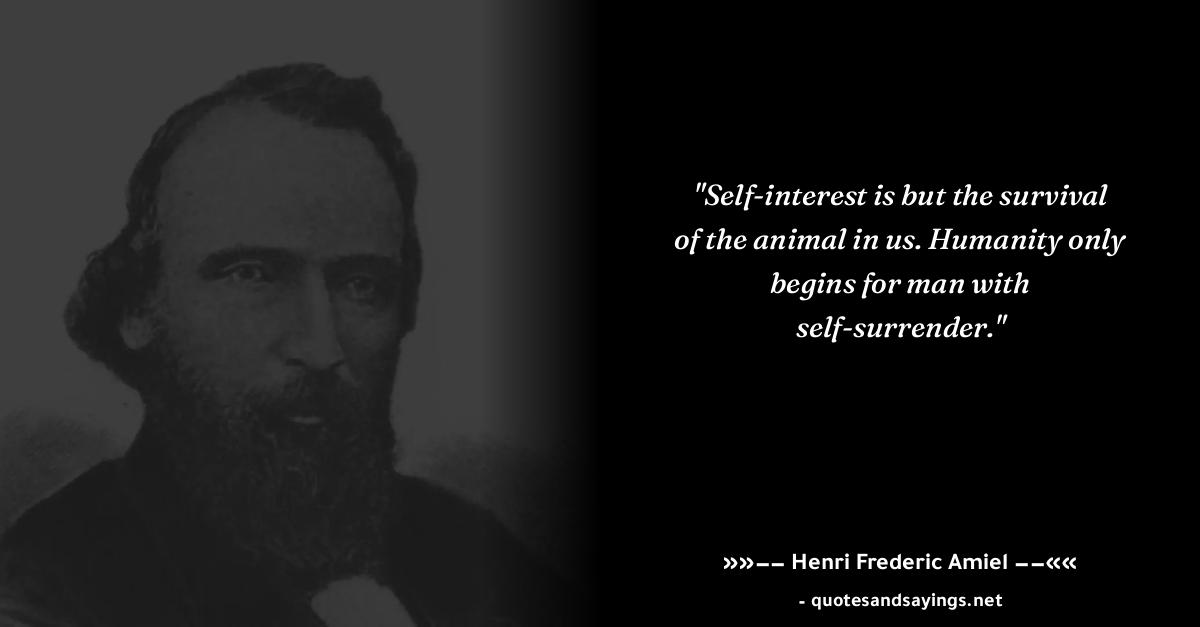 "Self-interest is but the survival
of the animal in us. Humanity only
begins for man with
self-surrender."
»»−− Henri Frederic Amiel −−««
- quotesandsayings.net